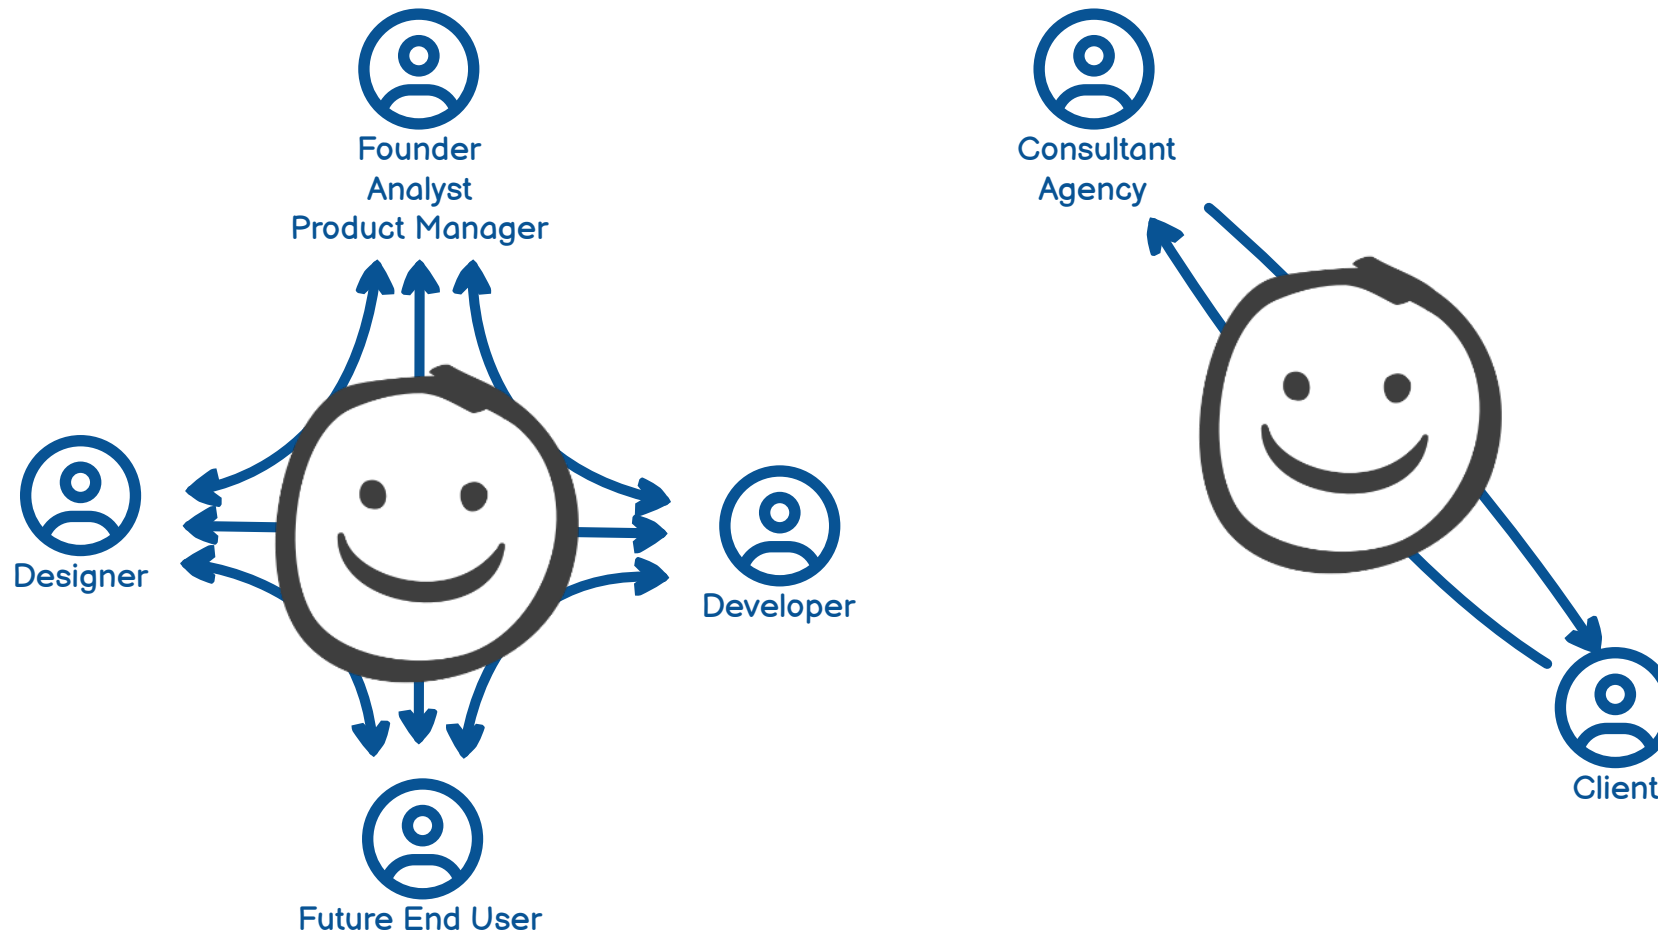 Founder
Analyst
Product Manager
Consultant
Agency
Designer
Developer
Client
Future End User